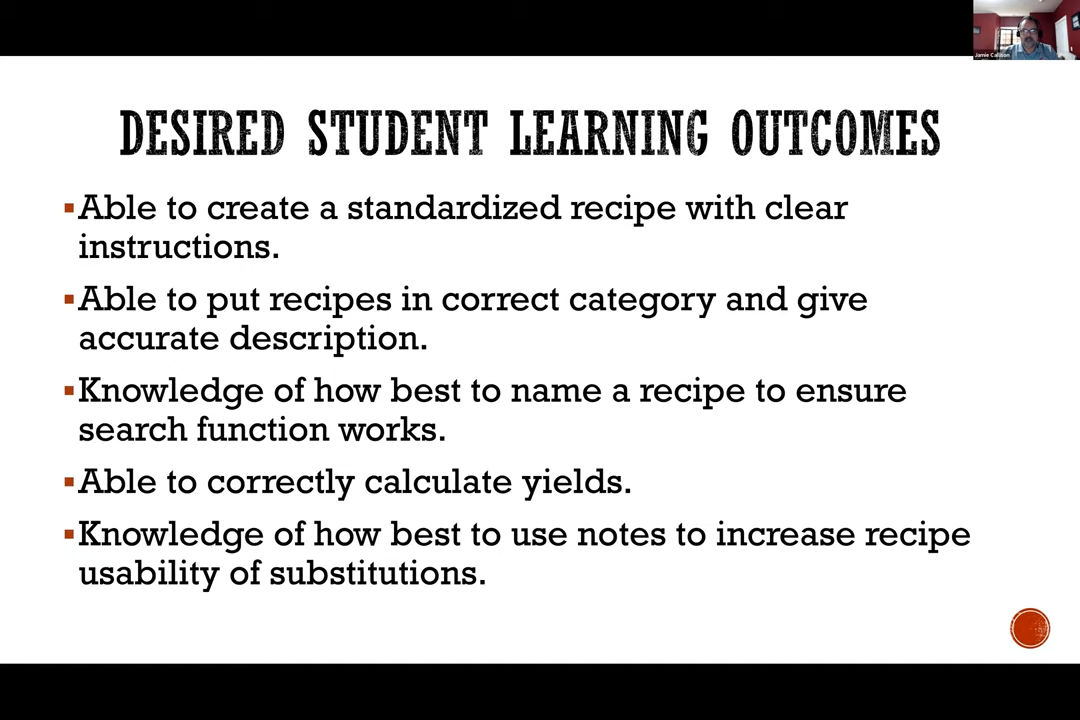 Jamie Callison
DESIRED STUDENT LEARNING OUTCOMES
▪Able to create a standardized recipe with clear
instructions.
▪Able to put recipes in correct category and give
accurate description.
▪Knowledge of how best to name a recipe to ensure
search function works.
▪Able to correctly calculate yields.
▪Knowledge of how best to use notes to increase recipe
usability of substitutions.